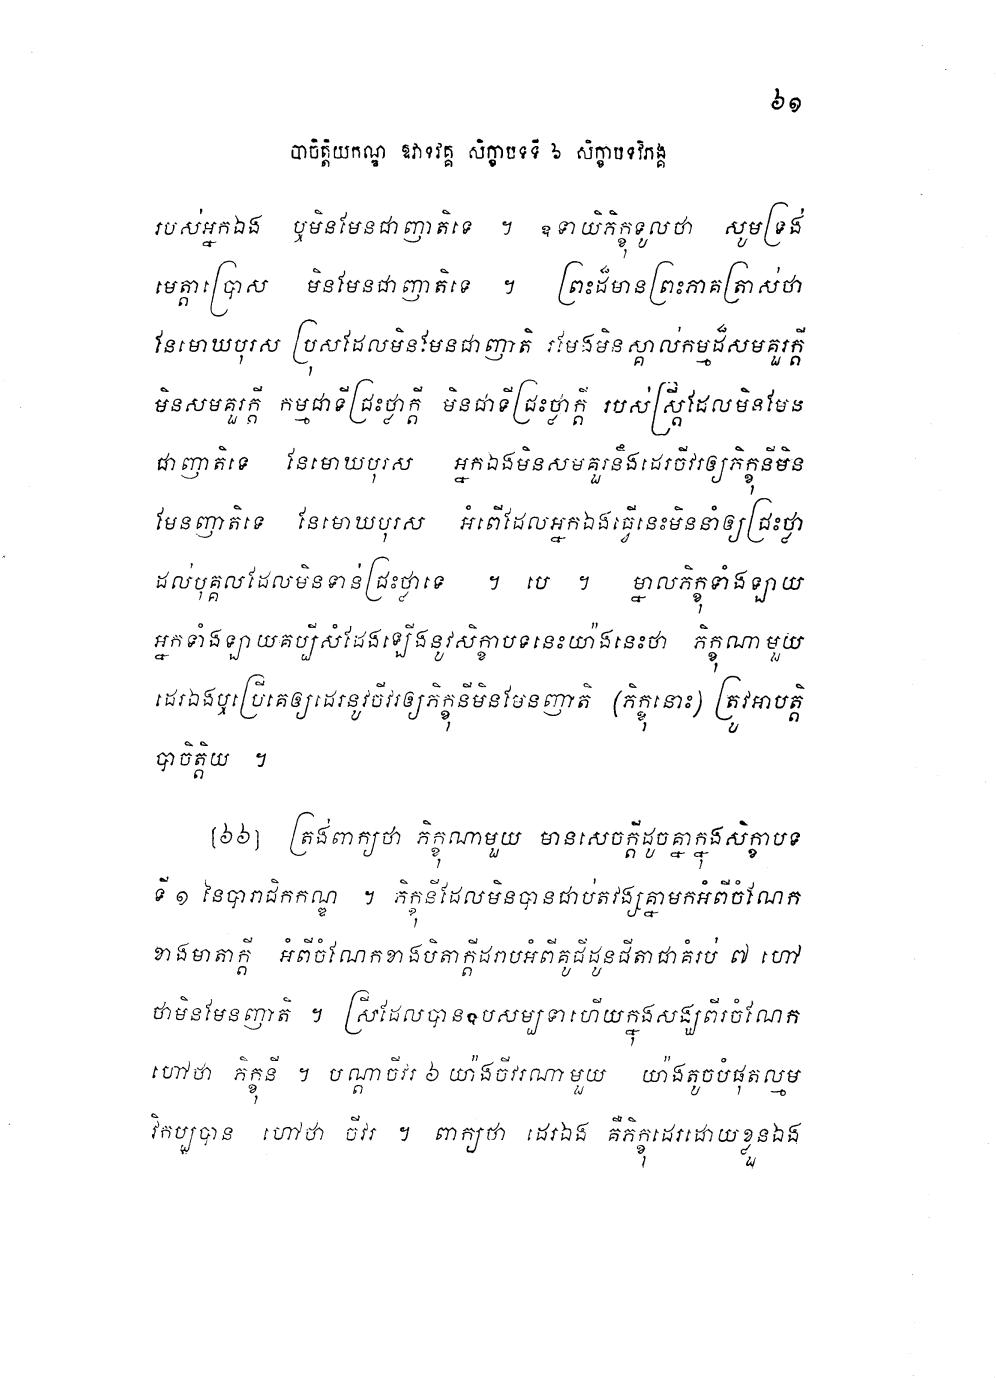 ៦១
បាចិត្តិយកណ្ឌ ឱវាទវគ្គ សិក្ខាបទទី ៦ សិក្ខាបទវិភង្គ
របស់អ្នកឯង ឬមិនមែនជាញាតិទេ ។ ឧទាយិភិក្ខុទូលថា សូមទ្រង់
មេត្តាប្រោស មិនមែនជាញាតិទេ ។ ព្រះដ៏មានព្រះភាគត្រាស់ថា
នែមោឃបុរស ប្រុសដែលមិនមែនជាញាតិ រមែងមិនស្គាល់កម្មដ៏សមគួរក្តី
មិនសមគួរក្តី កម្មជាទីជ្រះថ្លាក្តី មិនជាទីជ្រះថ្លាក្តី របស់ស្រ្តីដែលមិនមែន
ជាញាតិទេ នែមោឃបុរស អ្នកឯងមិនសមគួរនឹងដេរចីវរឲ្យភិក្ខុនីមិន
មែនញាតិទេ នែមោឃបុរស អំពើដែលអ្នកឯងធ្វើនេះមិននាំឲ្យជ្រះថ្លា
ដល់បុគ្គលដែលមិនទាន់ជ្រះថ្លាទេ ។ បេ ។ ម្នាលភិក្ខុទាំងឡាយ
អ្នកទាំងឡាយគប្បីសំដែងឡើងនូវសិក្ខាបទនេះយ៉ាងនេះថា ភិក្ខុណាមួយ
ដេរឯងឬប្រើគេឲ្យដេរនូវចីវរឲ្យភិក្ខុនីមិនមែនញាតិ (ភិក្ខុនោះ) ត្រូវអាបត្តិ
បាចិត្តិយ ។
[៦៦] ត្រង់ពាក្យថា ភិក្ខុណាមួយ មានសេចក្តីដូចគ្នាក្នុងសិក្ខាបទ
ទី ១ នៃបារាជិកកណ្ឌ ។ ភិក្ខុនីដែលមិនបានជាប់តវង្សគ្នាមកអំពីចំណែក
ខាងមាតាក្តី អំពីចំណែកខាងបិតាក្តីដរាបអំពីគូជីដូនជីតាជាគំរប់ ៧ ហៅ
ថាមិនមែនញាតិ ។ ស្រីដែលបានឧបសម្បទាហើយក្នុងសង្ឃពីរចំណែក
ហៅថា ភិក្ខុនី ។ បណ្តាចីវរ ៦ យ៉ាងចីវរណាមួយ យ៉ាងតូចបំផុតល្មម
វិកប្បបាន ហៅថា ចីវរ ។ ពាក្យថា ដេរឯង គឺភិក្ខុដេរដោយខ្លួនឯង